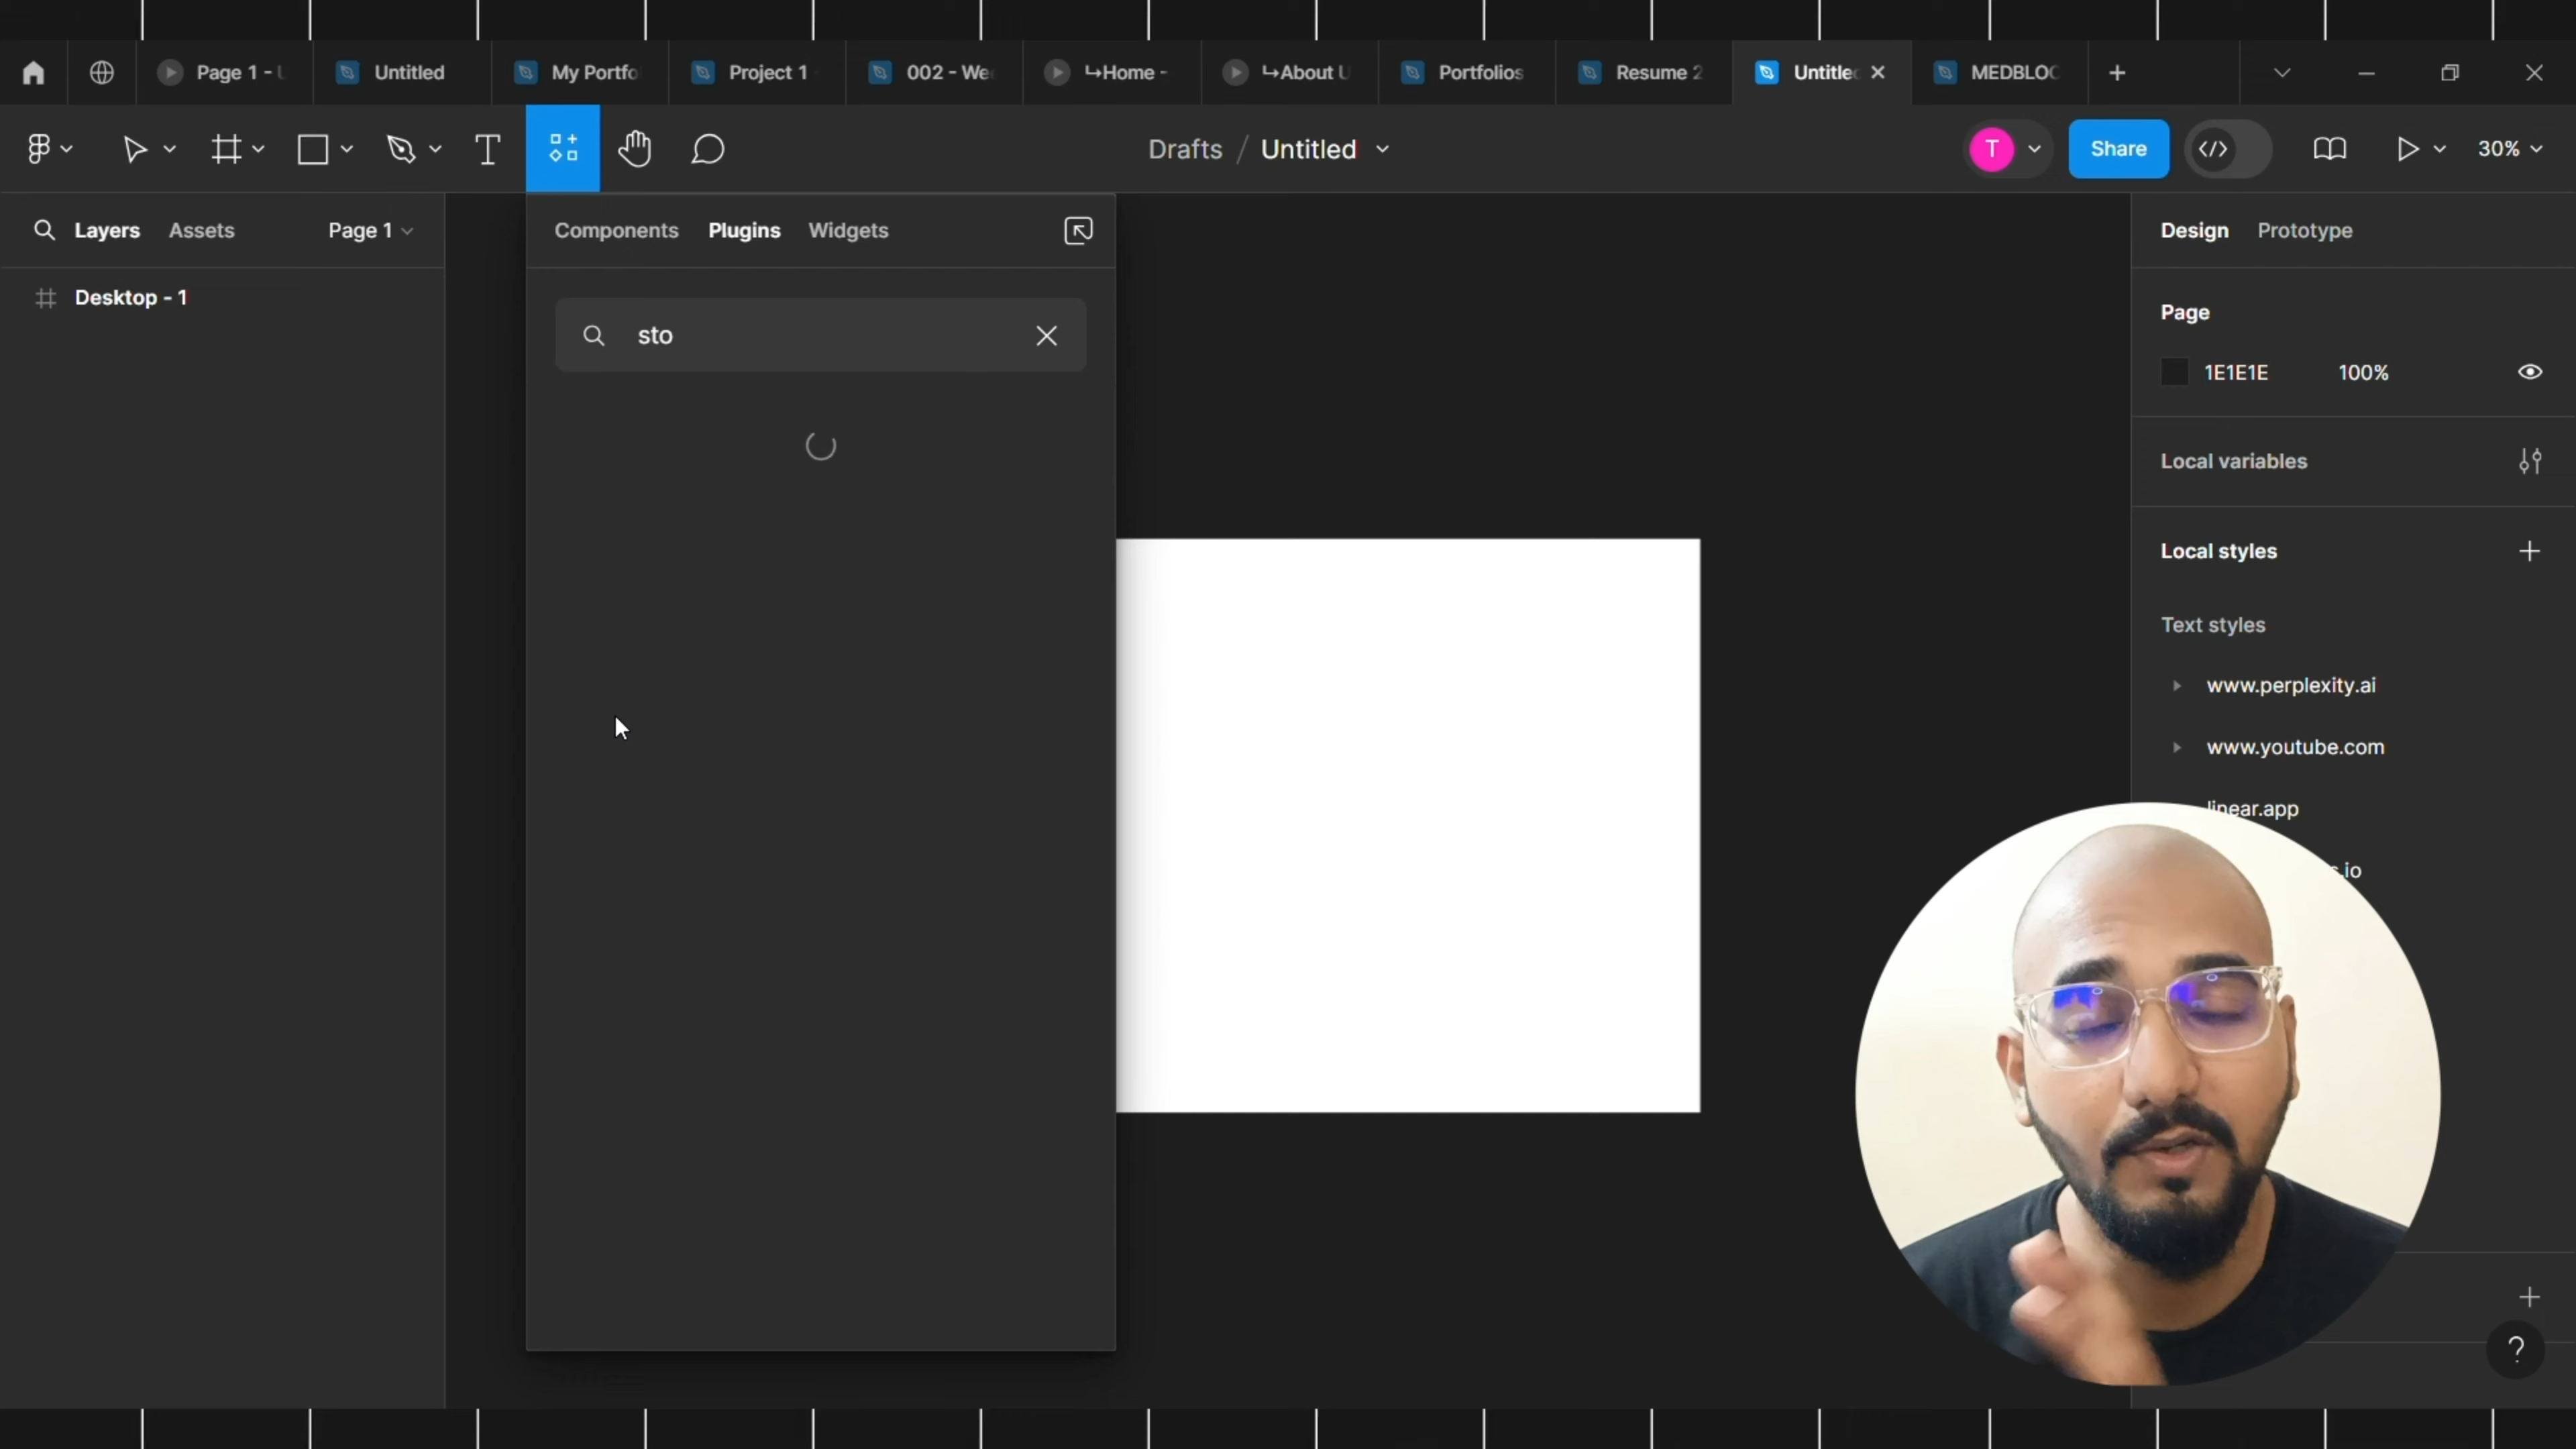 Page 1 - U
Untitled
My Portfo
Project 1
002 - We
↳Home -
↳About U
Portfolios
Resume 2
Untitle
MEDBLOC
Drafts / Untitled
T
Share
30%
Layers
Assets
Page 1
Desktop - 1
Components
Plugins
Widgets
sto
Design
Prototype
Page
1E1E1E
100%
Local variables
Local styles
Text styles
www.perplexity.ai
www.youtube.com
linear.app
.io
?